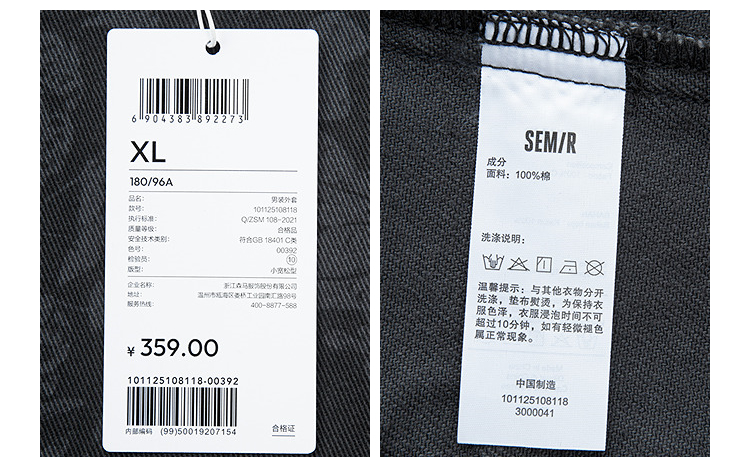 6 904383 892273
XL
180/96A
品名: 男装外套
款号: 101125108118
执行标准: Q/ZSM 108-2021
质量等级: 合格品
安全技术类别: 符合GB 18401 C类
色号: 00392
检验员: 10
版型: 小宽松型
企业名称: 浙江森马服饰股份有限公司
地址: 温州市瓯海区娄桥工业园南汇路98号
服务热线: 400-8877-588
¥ 359.00
101125108118-00392
内部编码 (99)50019207154
合格证
SEM/R
成分
面料: 100%棉
洗涤说明:
温馨提示: 与其他衣物分开
洗涤, 垫布熨烫, 为保持衣
服色泽, 衣服浸泡时间不可
超过10分钟, 如有轻微褪色
属正常现象。
中国制造
101125108118
3000041